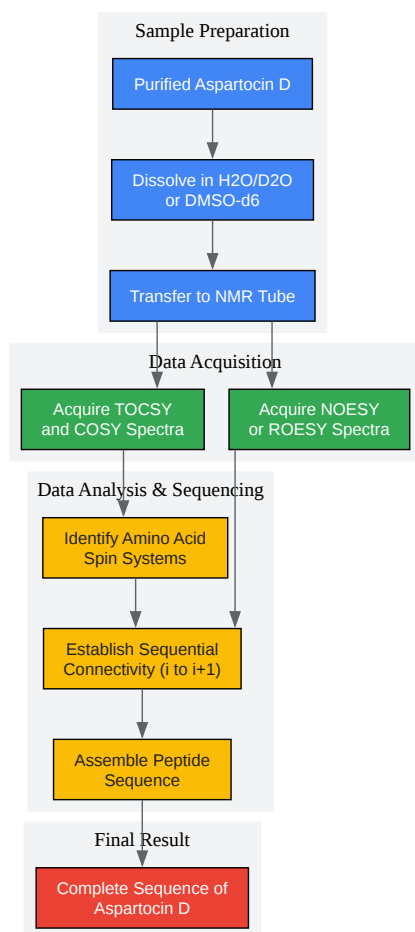 Sample Preparation
Purified Aspartocin D
Dissolve in H2O/D2O
or DMSO-d6
Transfer to NMR Tube
Data Acquisition
Acquire TOCSY
and COSY Spectra
Acquire NOESY
or ROESY Spectra
Data Analysis & Sequencing
Identify Amino Acid
Spin Systems
Establish Sequential
Connectivity (i to i+1)
Assemble Peptide
Sequence
Final Result
Complete Sequence of
Aspartocin D